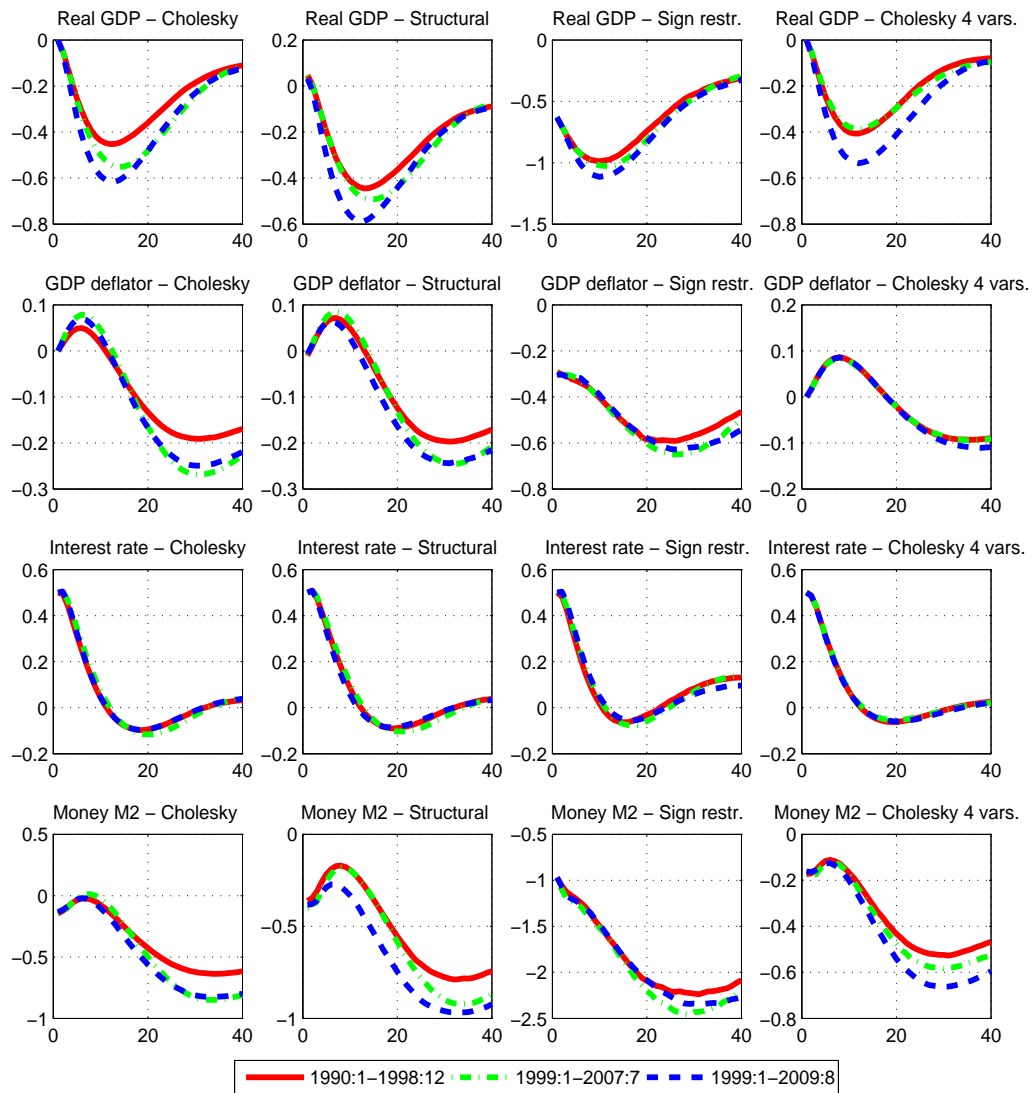 Real GDP − Cholesky
Real GDP − Structural
Real GDP − Sign restr.
Real GDP − Cholesky 4 vars.
0
−0.2
−0.4
−0.6
−0.8
0 20 40
0.2
0
−0.2
−0.4
−0.6
0 20 40
0
−0.5
−1.0
−1.5
0 20 40
0
−0.2
−0.4
−0.6
−0.8
0 20 40
GDP deflator − Cholesky
GDP deflator − Structural
GDP deflator − Sign restr.
GDP deflator − Cholesky 4 vars.
0.1
0
−0.1
−0.2
−0.3
0 20 40
0.1
0
−0.1
−0.2
−0.3
0 20 40
0
−0.2
−0.4
−0.6
−0.8
0 20 40
0.2
0.1
0
−0.1
−0.2
0 20 40
Interest rate − Cholesky
Interest rate − Structural
Interest rate − Sign restr.
Interest rate − Cholesky 4 vars.
0.6
0.4
0.2
0
−0.2
0 20 40
0.6
0.4
0.2
0
−0.2
0 20 40
0.6
0.4
0.2
0
−0.2
0 20 40
0.6
0.4
0.2
0
−0.2
0 20 40
Money M2 − Cholesky
Money M2 − Structural
Money M2 − Sign restr.
Money M2 − Cholesky 4 vars.
0.5
0
−0.5
−1
0 20 40
0
−0.5
−1
0 20 40
−0.5
−1
−1.5
−2
−2.5
0 20 40
0
−0.2
−0.4
−0.6
−0.8
0 20 40
1990:1−1998:12 1999:1−2007:7 1999:1−2009:8